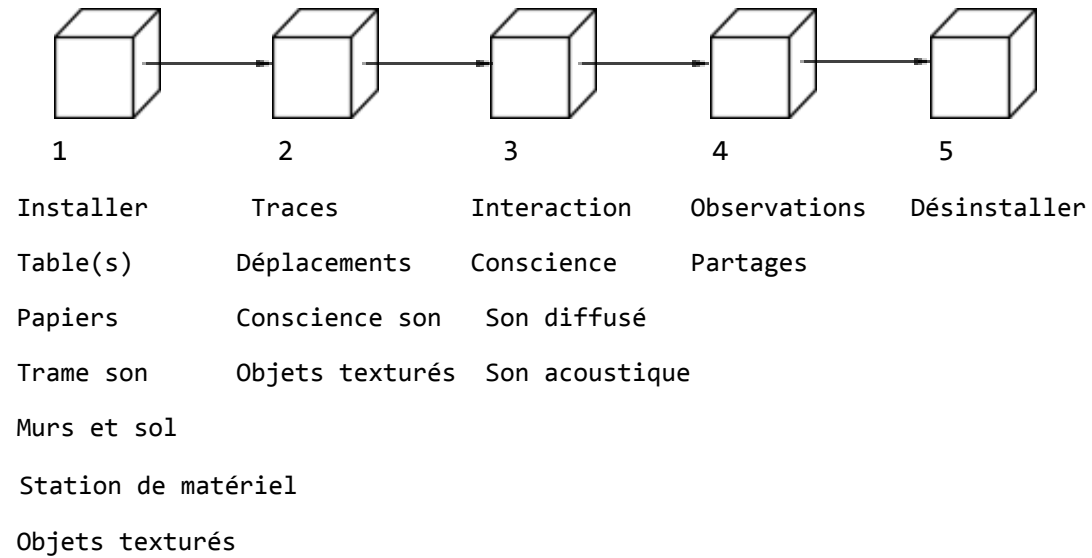 1 2 3 4 5
Installer Traces Interaction Observations Désinstaller
Table(s) Déplacements Conscience Partages
Papiers Conscience son Son diffusé
Trame son Objets texturés Son acoustique
Murs et sol
Station de matériel
Objets texturés